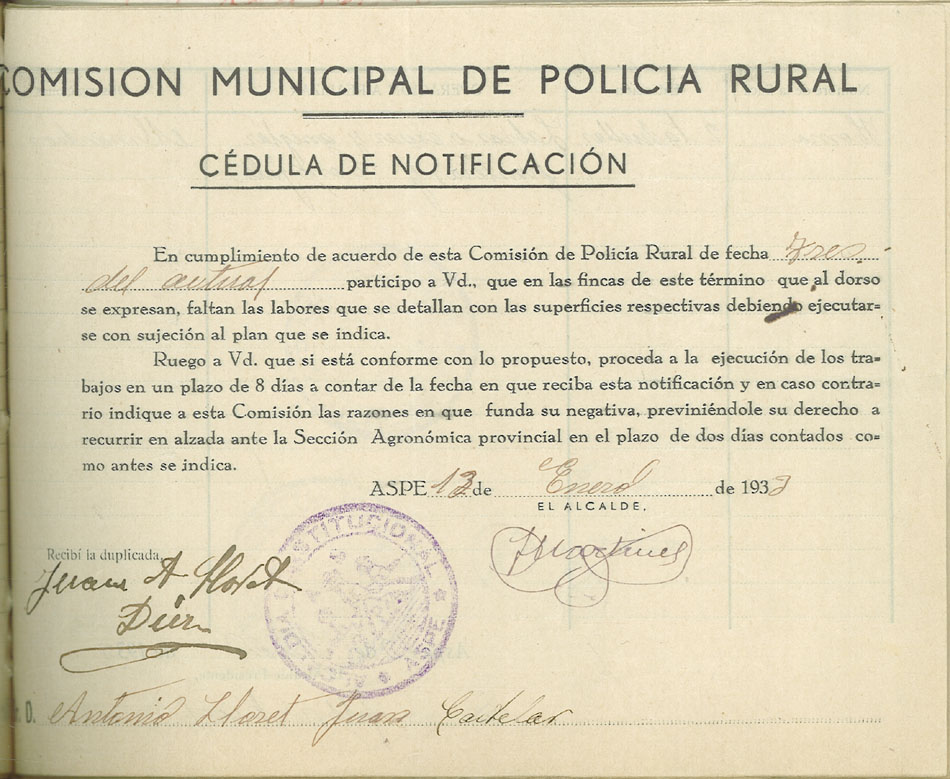 COMISION MUNICIPAL DE POLICIA RURAL
CÉDULA DE NOTIFICACIÓN
En cumplimiento de acuerdo de esta Comisión de Policía Rural de fecha Tres
del actual participo a Vd., que en las fincas de este término que al dorso
se expresan, faltan las labores que se detallan con las superficies respectivas debiendo ejecutar=
se con sujeción al plan que se indica.
Ruego a Vd. que si está conforme con lo propuesto, proceda a la ejecución de los tra=
bajos en un plazo de 8 días a contar de la fecha en que reciba esta notificación y en caso contra=
rio indique a esta Comisión las razones en que funda su negativa, previniéndole su derecho a
recurrir en alzada ante la Sección Agronómica provincial en el plazo de dos días contados co=
mo antes se indica.
ASPE 13 de Enero de 1933
EL ALCALDE,
Recibí la duplicada,
Juan A
ALCALDIA CONSTITUCIONAL ASPE
D. Antonio Lloret Juan Castelar